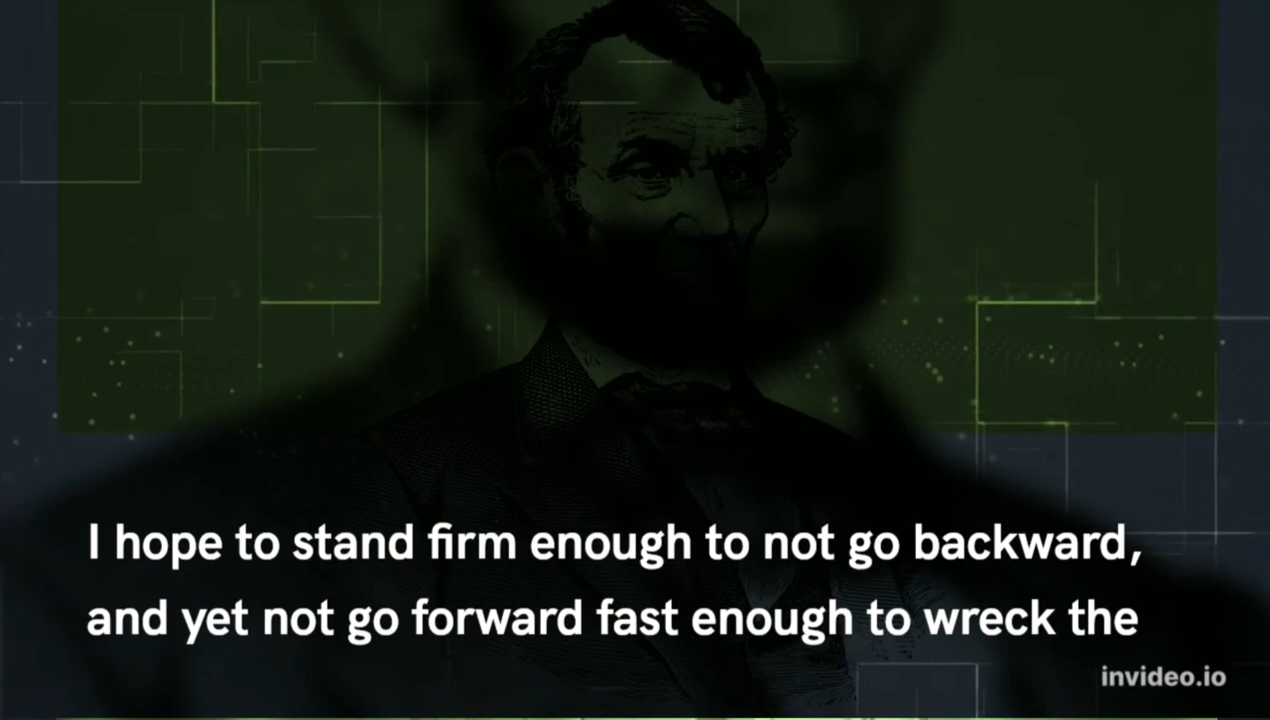 I hope to stand firm enough to not go backward,
and yet not go forward fast enough to wreck the
invideo.io